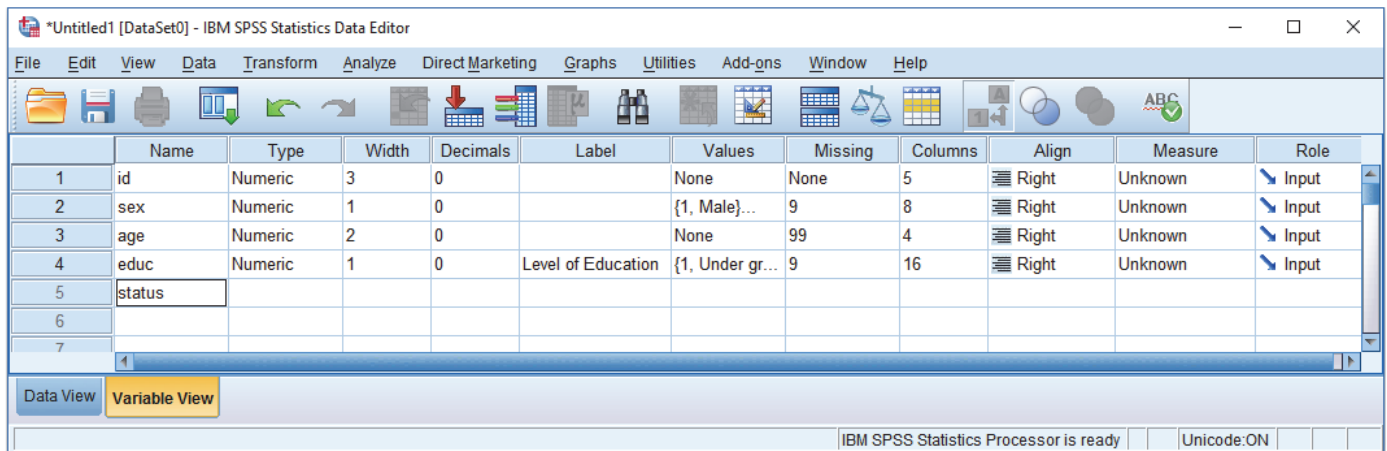 *Untitled1 [DataSet0] - IBM SPSS Statistics Data Editor
File Edit View Data Transform Analyze Direct Marketing Graphs Utilities Add-ons Window Help
A
1
μ
ABC
Name Type Width Decimals Label Values Missing Columns Align Measure Role
1 id Numeric 3 0 None None 5 Right Unknown Input
2 sex Numeric 1 0 {1, Male}... 9 8 Right Unknown Input
3 age Numeric 2 0 None 99 4 Right Unknown Input
4 educ Numeric 1 0 Level of Education {1, Under gr... 9 16 Right Unknown Input
5 status
6
7
Data View Variable View
IBM SPSS Statistics Processor is ready Unicode:ON